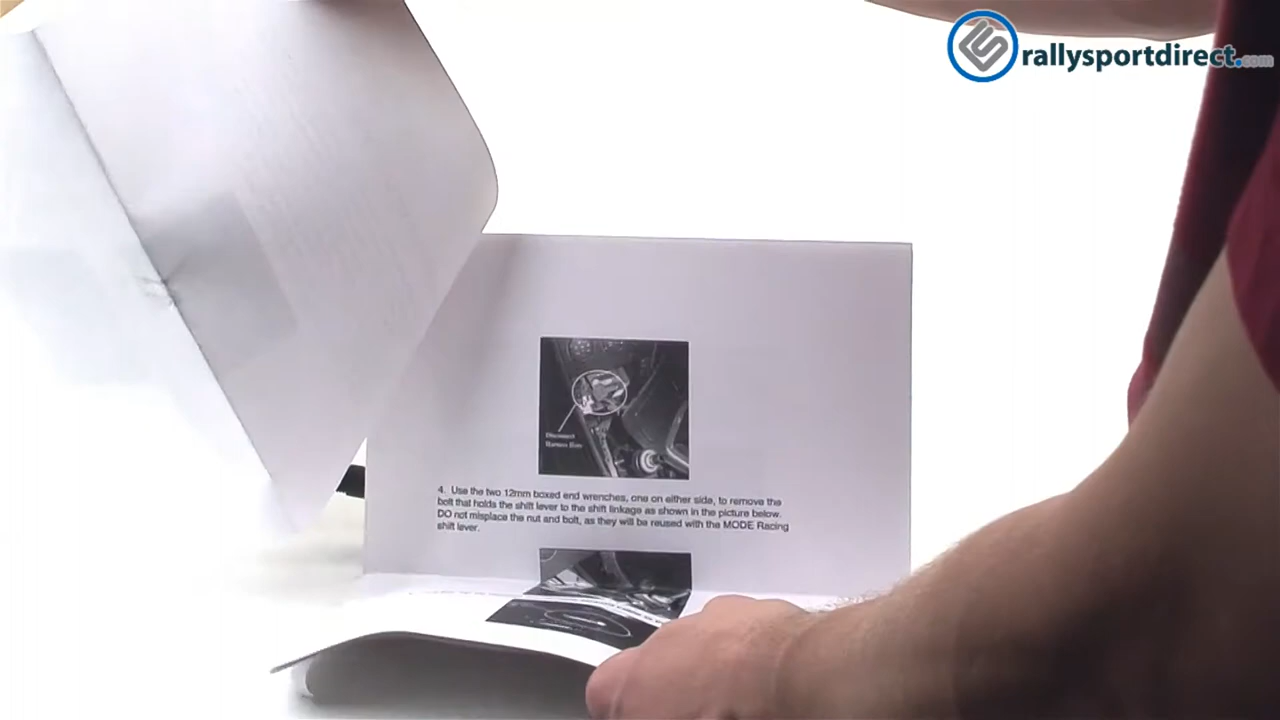 rallysportdirect.com
Disconnect
4. Use the two 12mm boxed end wrenches, one on either side, to remove the
bolt that holds the shift lever to the shift linkage as shown in the picture below.
DO not misplace the nut and bolt, as they will be reused with the MODE Racing
shift lever.